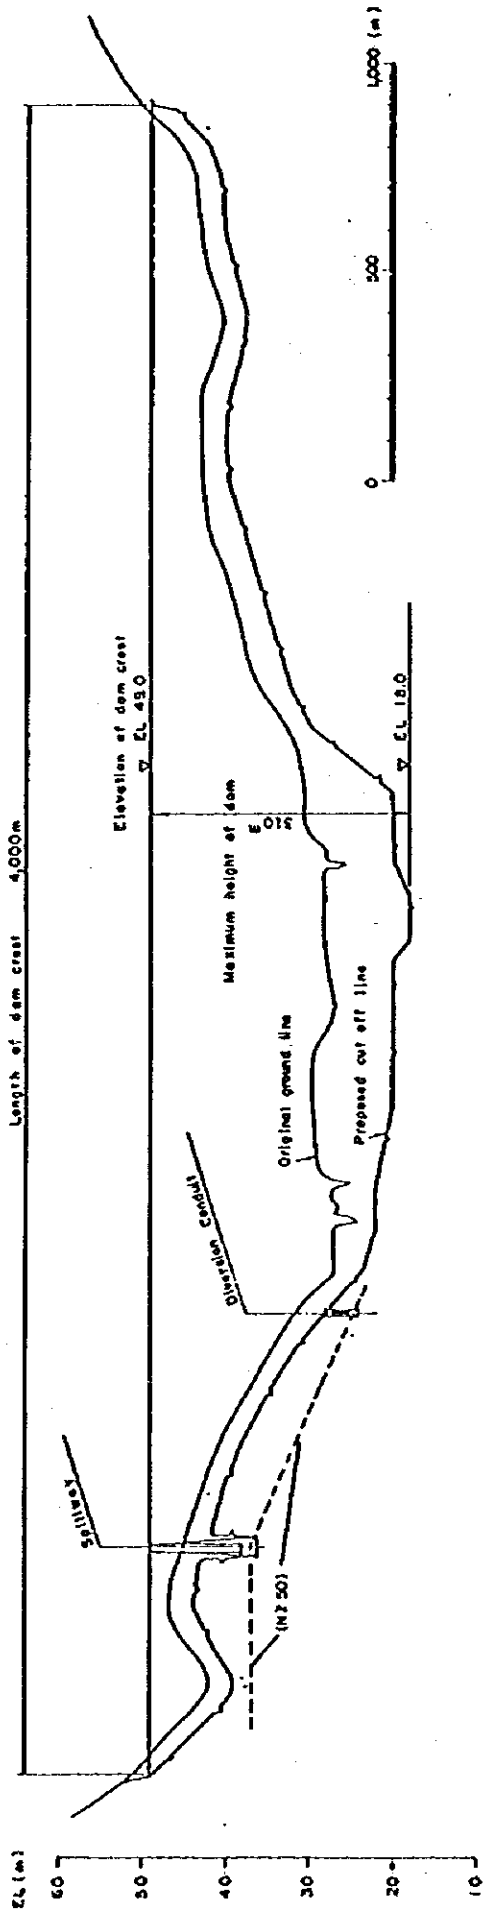 EL (m)
60
50
40
30
20
10
Length of dam crest 4,000m
Spillway
Diversion Conduit
Elevation of dam crest
▽ EL 49.0
Maximum height of dam
31.0
m
Original ground line
Proposed cut off line
▽ EL 18.0
(N≧50)
0
500
1,000 (m)